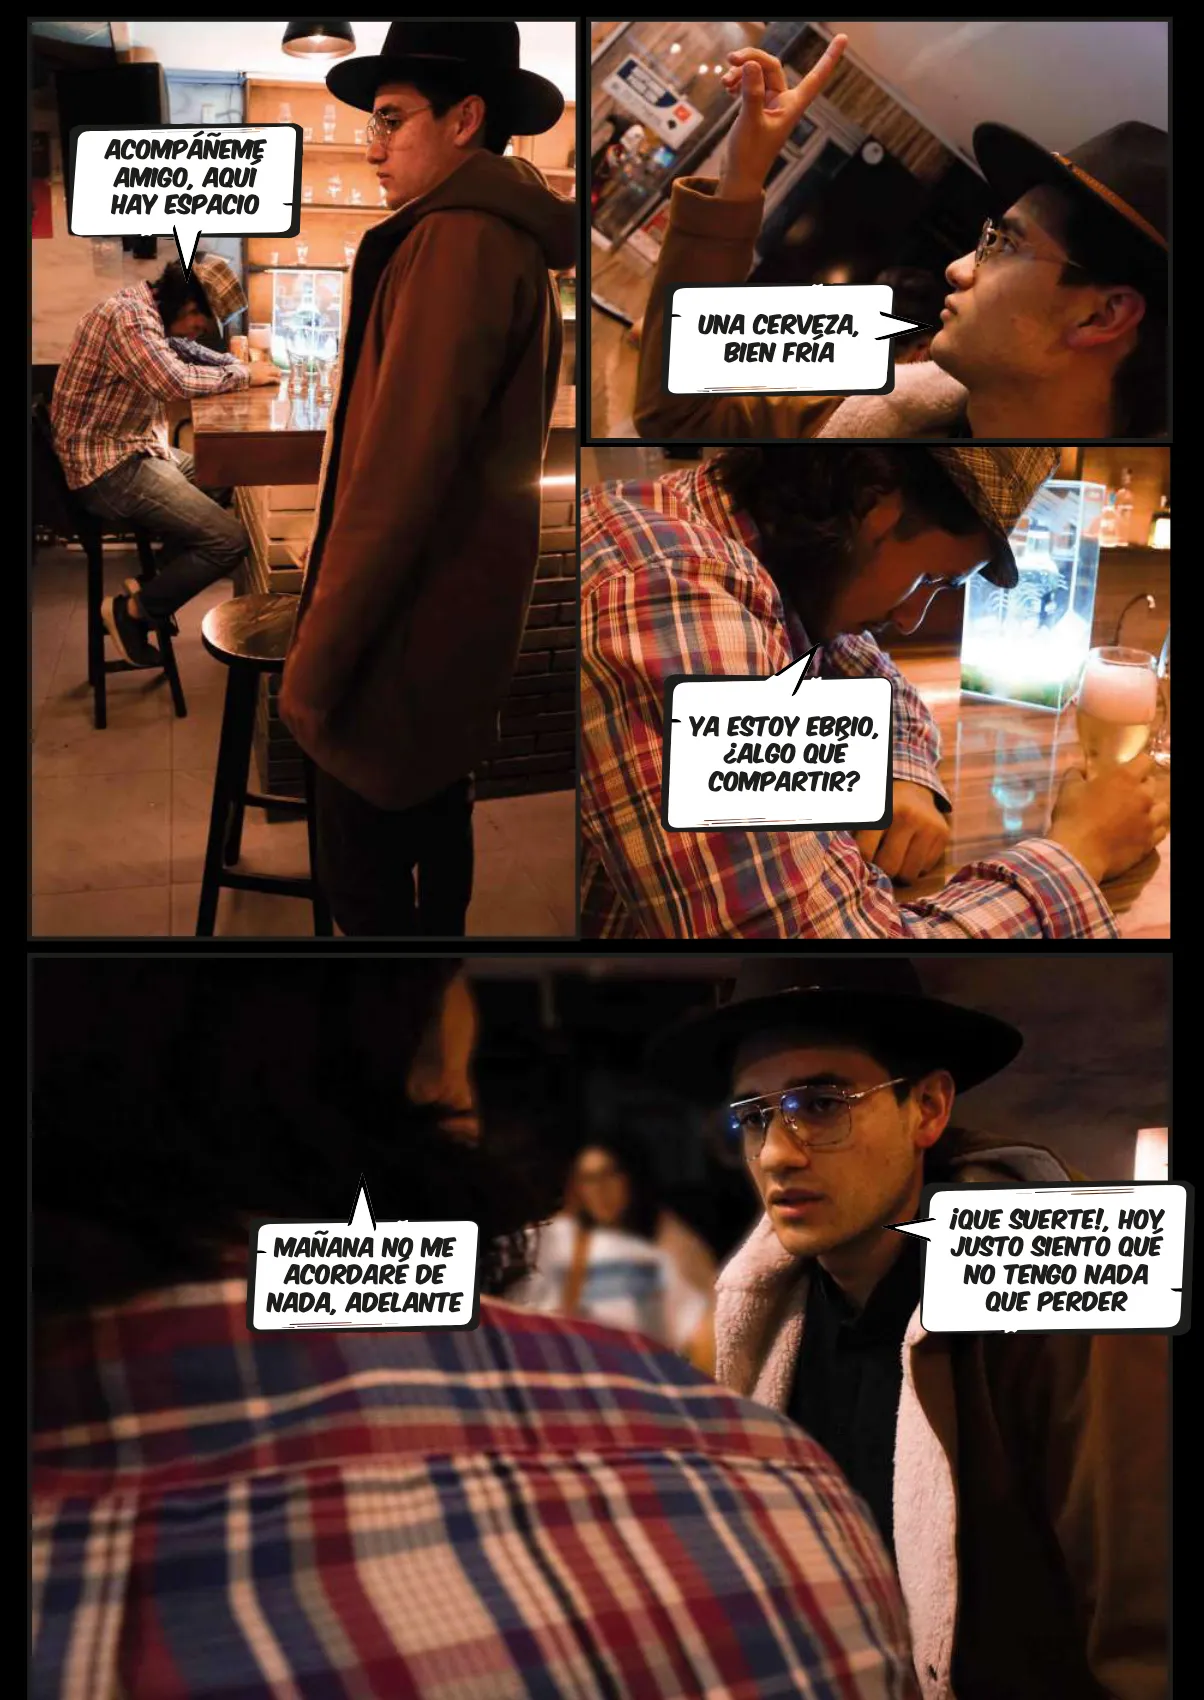 ACOMPÁÑEME
AMIGO, AQUÍ
HAY ESPACIO
UNA CERVEZA,
BIEN FRÍA
YA ESTOY EBRIO,
¿ALGO QUÉ
COMPARTIR?
MAÑANA NO ME
ACORDARÉ DE
NADA, ADELANTE
¡QUE SUERTE!, HOY
JUSTO SIENTO QUÉ
NO TENGO NADA
QUE PERDER